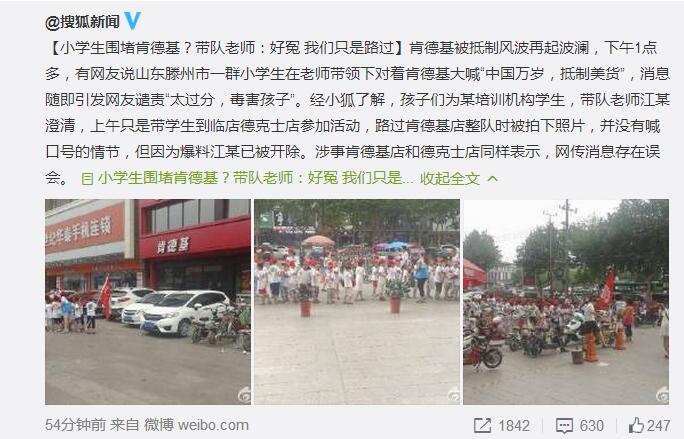 @搜狐新闻
【小学生围堵肯德基？带队老师：好冤 我们只是路过】肯德基被抵制风波再起波澜，下午1点
多，有网友说山东滕州市一群小学生在老师带领下对着肯德基大喊“中国万岁，抵制美货”，消息
随即引发网友谴责“太过分，毒害孩子”。经小狐了解，孩子们为某培训机构学生，带队老师江某
澄清，上午只是带学生到临店德克士店参加活动，路过肯德基店整队时被拍下照片，并没有喊
口号的情节，但因为爆料江某已被开除。涉事肯德基店和德克士店同样表示，网传消息存在误
会。 小学生围堵肯德基？带队老师：好冤 我们只是... 收起全文
世纪华泰手机连锁
肯德基
54分钟前 来自 微博 weibo.com
1842
630
247